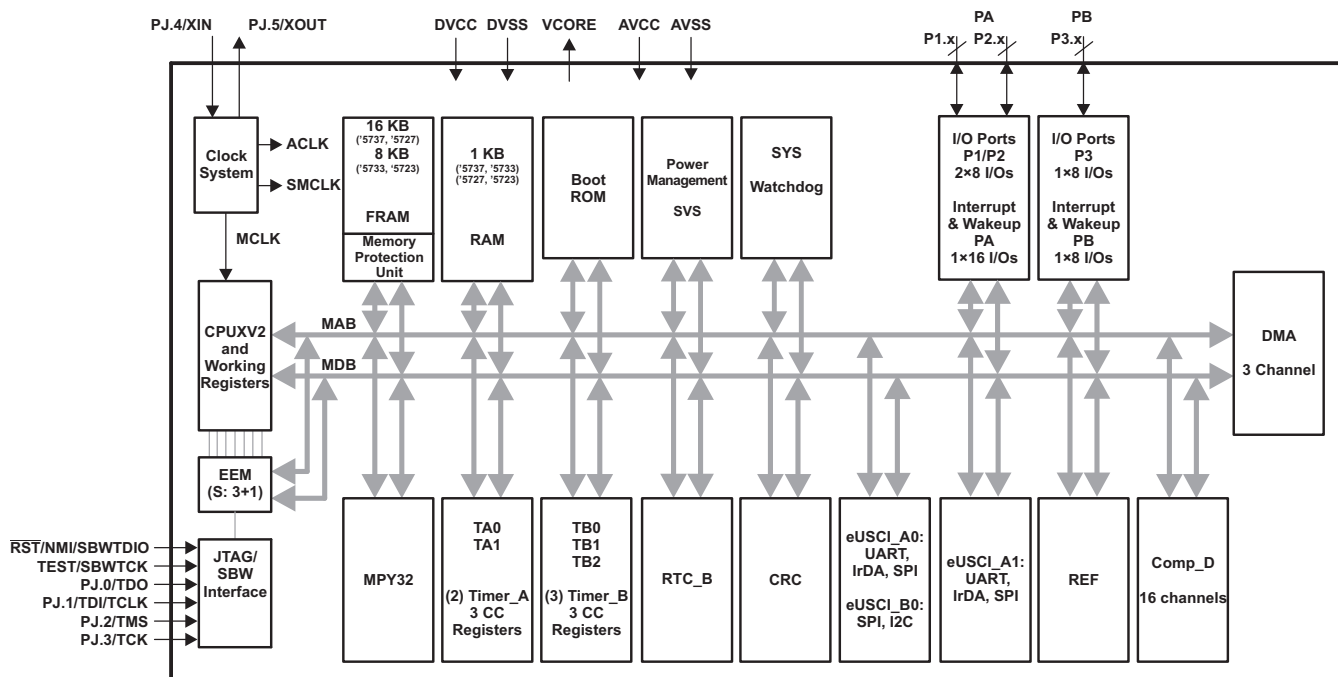 PJ.4/XIN
PJ.5/XOUT
DVCC
DVSS
VCORE
AVCC
AVSS
PA
P1.x
P2.x
PB
P3.x
Clock
System
ACLK
SMCLK
MCLK
16 KB
('5737, '5727)
8 KB
('5733, '5723)
FRAM
Memory
Protection
Unit
1 KB
('5737, '5733)
('5727, '5723)
RAM
Boot
ROM
Power
Management
SVS
SYS
Watchdog
I/O Ports
P1/P2
2×8 I/Os
Interrupt
& Wakeup
PA
1×16 I/Os
I/O Ports
P3
1×8 I/Os
Interrupt
& Wakeup
PB
1×8 I/Os
CPUXV2
and
Working
Registers
MAB
MDB
DMA
3 Channel
EEM
(S: 3+1)
RST/NMI/SBWTDIO
TEST/SBWTCK
PJ.0/TDO
PJ.1/TDI/TCLK
PJ.2/TMS
PJ.3/TCK
JTAG/
SBW
Interface
MPY32
TA0
TA1
(2) Timer_A
3 CC
Registers
TB0
TB1
TB2
(3) Timer_B
3 CC
Registers
RTC_B
CRC
eUSCI_A0:
UART,
IrDA, SPI
eUSCI_B0:
SPI, I2C
eUSCI_A1:
UART,
IrDA, SPI
REF
Comp_D
16 channels